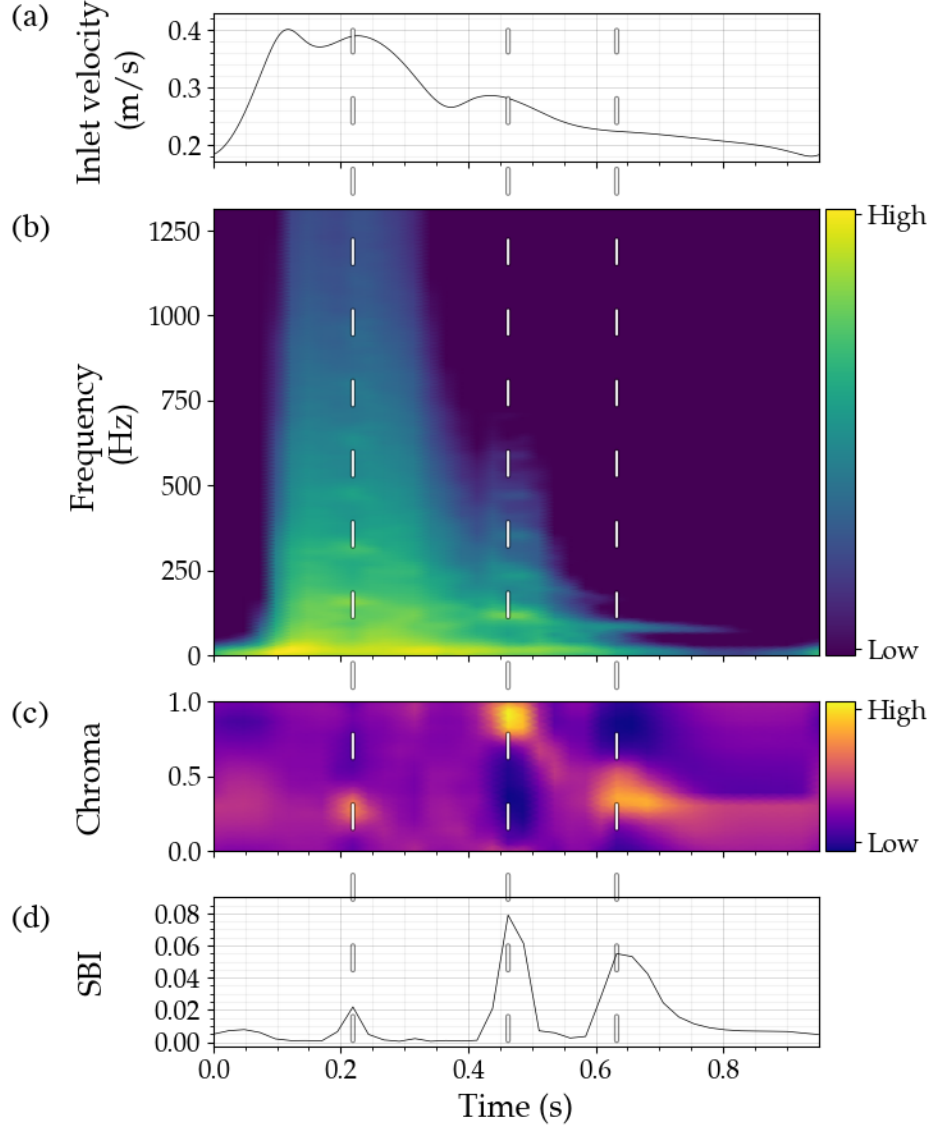 (a)
Inlet velocity
(m/s)
0.4
0.3
0.2
(b)
Frequency
(Hz)
1250
1000
750
500
250
0
High
Low
(c)
Chroma
1.0
0.5
0.0
High
Low
(d)
SBI
0.08
0.06
0.04
0.02
0.00
0.0 0.2 0.4 0.6 0.8
Time (s)